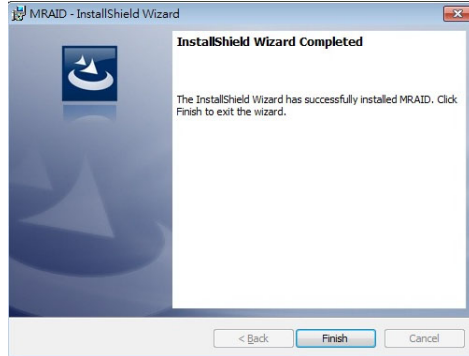 MRAID - InstallShield Wizard
InstallShield Wizard Completed
The InstallShield Wizard has successfully installed MRAID. Click
Finish to exit the wizard.
< Back
Finish
Cancel